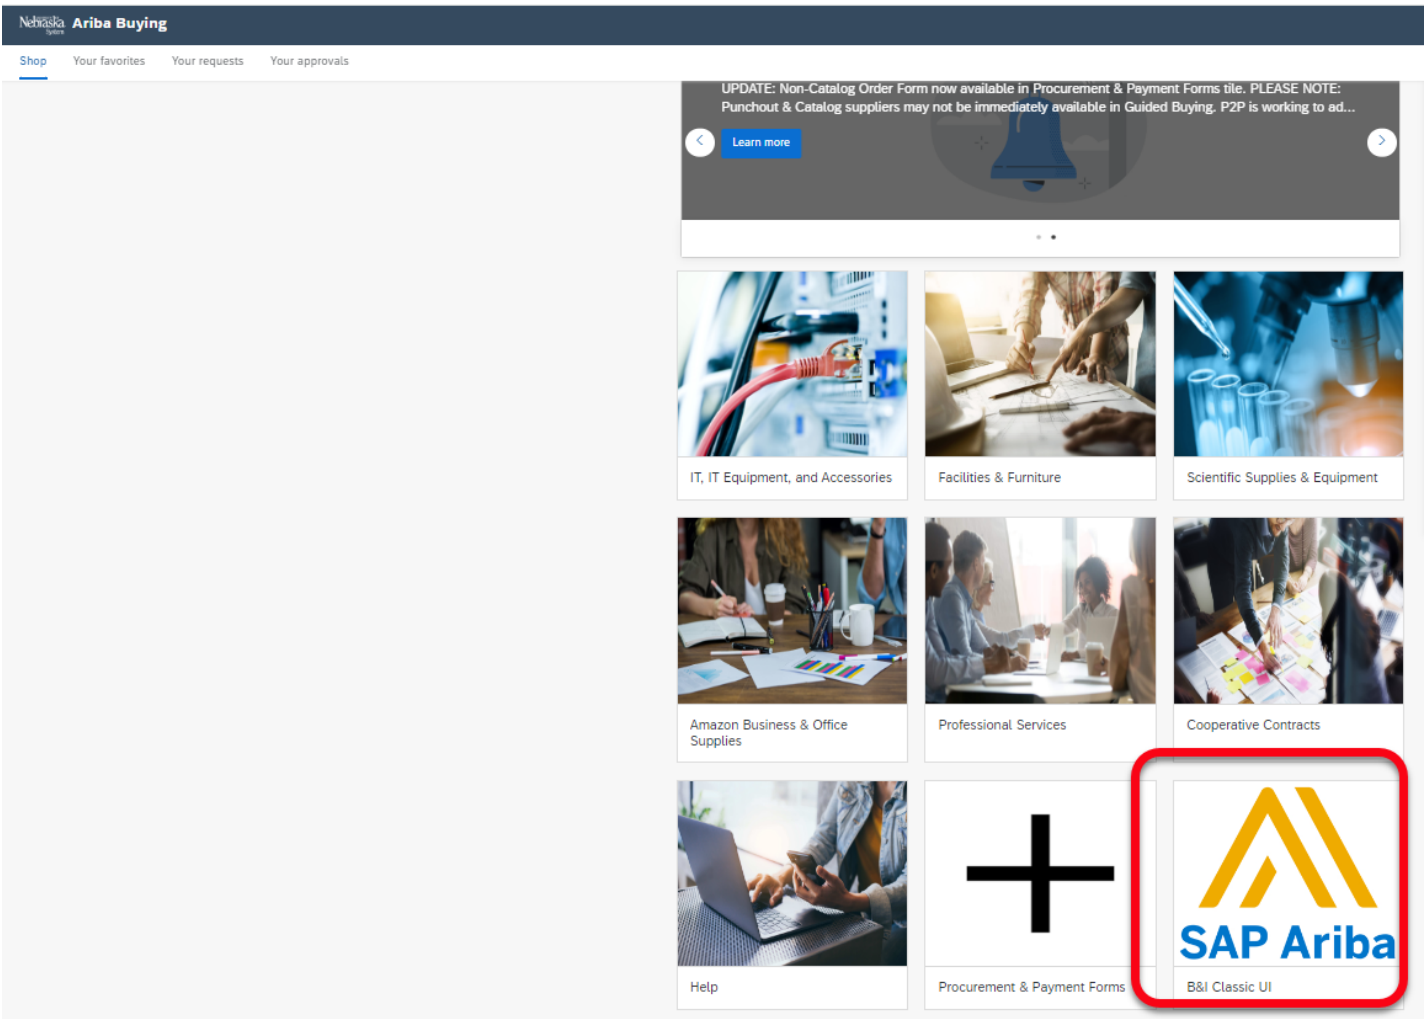 Nebraska
System
Ariba Buying
Shop
Your favorites
Your requests
Your approvals
UPDATE: Non-Catalog Order Form now available in Procurement & Payment Forms tile. PLEASE NOTE:
Punchout & Catalog suppliers may not be immediately available in Guided Buying. P2P is working to ad...
Learn more
IT, IT Equipment, and Accessories
Facilities & Furniture
Scientific Supplies & Equipment
Amazon Business & Office
Supplies
Professional Services
Cooperative Contracts
SAP Ariba
Help
Procurement & Payment Forms
B&I Classic UI